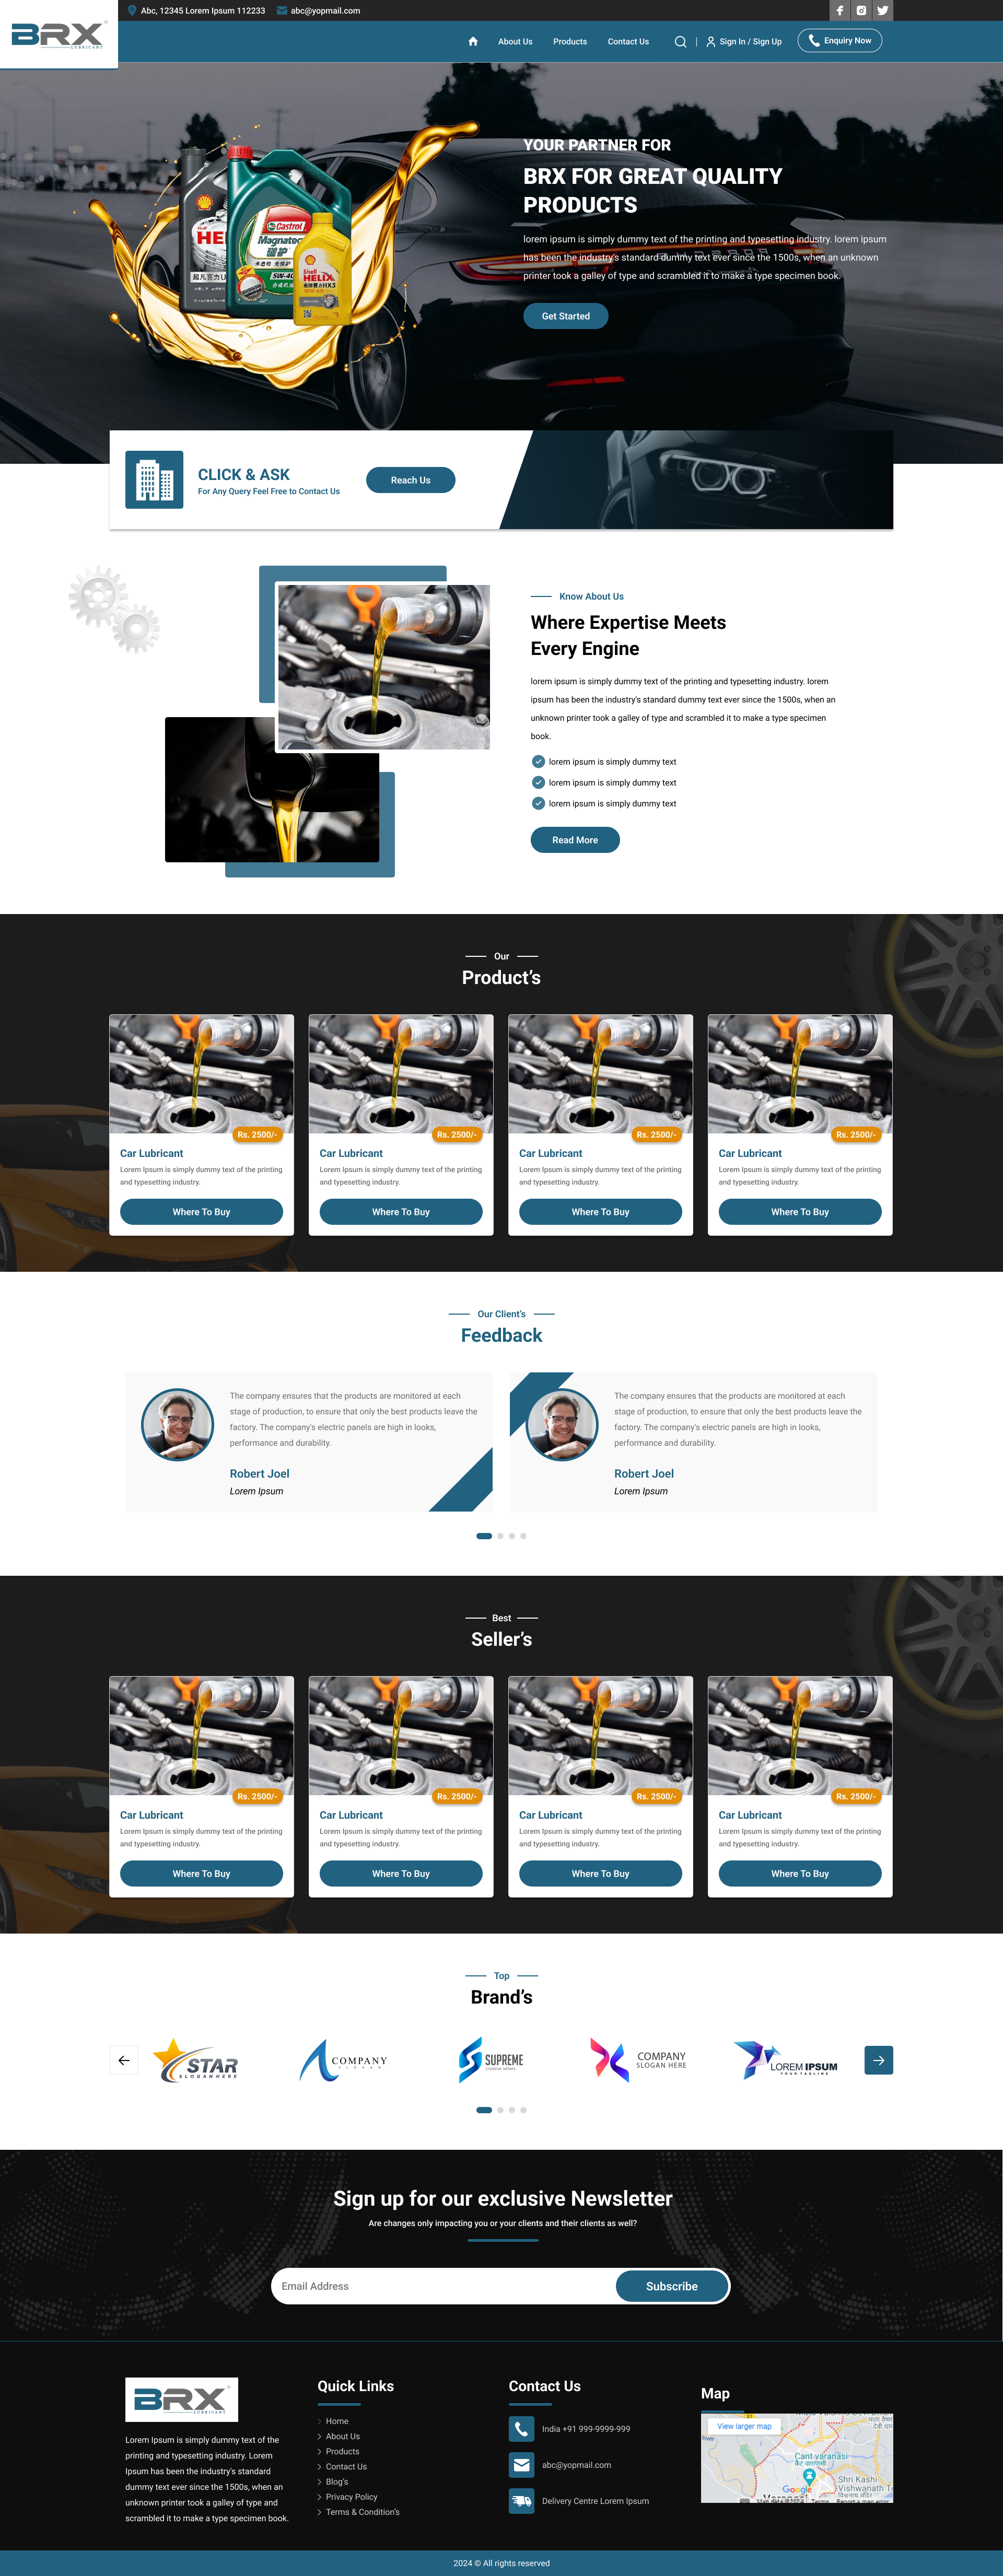 BRX
LUBRICANT
Abc, 12345 Lorem Ipsum 112233
abc@yopmail.com
About Us
Products
Contact Us
Sign In / Sign Up
Enquiry Now
YOUR PARTNER FOR
BRX FOR GREAT QUALITY
PRODUCTS
lorem ipsum is simply dummy text of the printing and typesetting industry. lorem ipsum
has been the industry's standard dummy text ever since the 1500s, when an unknown
printer took a galley of type and scrambled it to make a type specimen book.
Get Started
Castrol
Magnatec
5W-40
Shell
HELIX
HX5
CLICK & ASK
For Any Query Feel Free to Contact Us
Reach Us
Know About Us
Where Expertise Meets
Every Engine
lorem ipsum is simply dummy text of the printing and typesetting industry. lorem
ipsum has been the industry's standard dummy text ever since the 1500s, when an
unknown printer took a galley of type and scrambled it to make a type specimen
book.
lorem ipsum is simply dummy text
lorem ipsum is simply dummy text
lorem ipsum is simply dummy text
Read More
Our
Product’s
Rs. 2500/-
Rs. 2500/-
Rs. 2500/-
Rs. 2500/-
Car Lubricant
Car Lubricant
Car Lubricant
Car Lubricant
Lorem Ipsum is simply dummy text of the printing
and typesetting industry.
Lorem Ipsum is simply dummy text of the printing
and typesetting industry.
Lorem Ipsum is simply dummy text of the printing
and typesetting industry.
Lorem Ipsum is simply dummy text of the printing
and typesetting industry.
Where To Buy
Where To Buy
Where To Buy
Where To Buy
Our Client’s
Feedback
The company ensures that the products are monitored at each
stage of production, to ensure that only the best products leave the
factory. The company's electric panels are high in looks,
performance and durability.
Robert Joel
Lorem Ipsum
The company ensures that the products are monitored at each
stage of production, to ensure that only the best products leave the
factory. The company's electric panels are high in looks,
performance and durability.
Robert Joel
Lorem Ipsum
Best
Seller’s
Rs. 2500/-
Rs. 2500/-
Rs. 2500/-
Rs. 2500/-
Car Lubricant
Car Lubricant
Car Lubricant
Car Lubricant
Lorem Ipsum is simply dummy text of the printing
and typesetting industry.
Lorem Ipsum is simply dummy text of the printing
and typesetting industry.
Lorem Ipsum is simply dummy text of the printing
and typesetting industry.
Lorem Ipsum is simply dummy text of the printing
and typesetting industry.
Where To Buy
Where To Buy
Where To Buy
Where To Buy
Top
Brand’s
STAR
SLOGAN HERE
COMPANY
SLOGAN
SUPREME
COMPANY
SLOGAN HERE
LOREM IPSUM
YOUR TAGLINE
Sign up for our exclusive Newsletter
Are changes only impacting you or your clients and their clients as well?
Email Address
Subscribe
BRX
LUBRICANT
Lorem Ipsum is simply dummy text of the
printing and typesetting industry. Lorem
Ipsum has been the industry's standard
dummy text ever since the 1500s, when an
unknown printer took a galley of type and
scrambled it to make a type specimen book.
Quick Links
Home
About Us
Products
Contact Us
Blog’s
Privacy Policy
Terms & Condition’s
Contact Us
India +91 999-9999-999
abc@yopmail.com
Delivery Centre Lorem Ipsum
Map
View larger map
Cant varanasi
Shri Kashi
Vishwanath
Google
2024 © All rights reserved